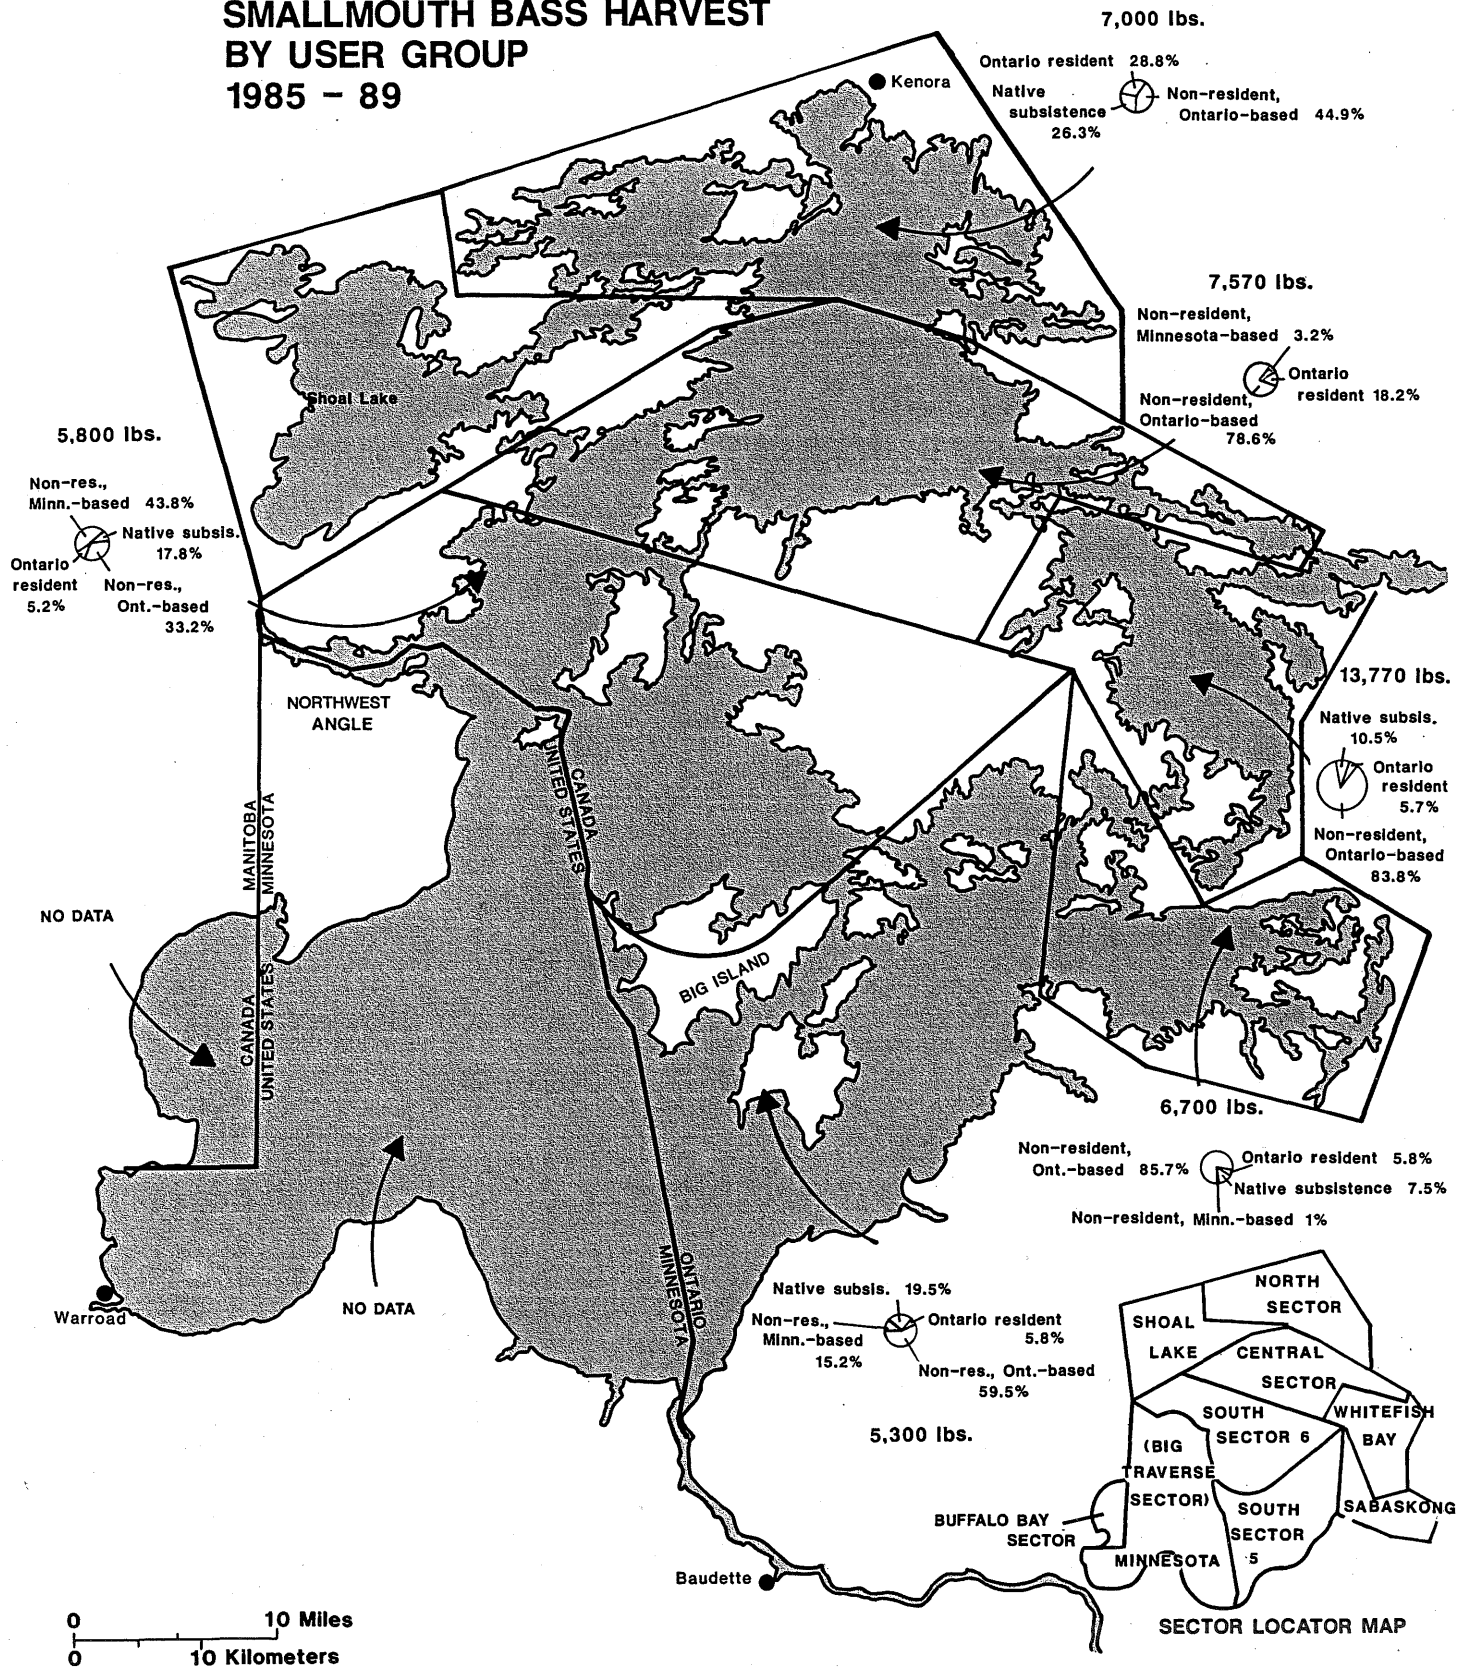 SMALLMOUTH BASS HARVEST
BY USER GROUP
1985 - 89
7,000 lbs.
Ontario resident 28.8%
Native
subsistence
26.3%
Non-resident,
Ontario-based 44.9%
Kenora
7,570 lbs.
Non-resident,
Minnesota-based 3.2%
Ontario
resident 18.2%
Non-resident,
Ontario-based
78.6%
Shoal Lake
5,800 lbs.
Non-res.,
Minn.-based 43.8%
Native subsis.
17.8%
Ontario
resident
5.2%
Non-res.,
Ont.-based
33.2%
NORTHWEST
ANGLE
13,770 lbs.
Native subsis.
10.5%
Ontario
resident
5.7%
Non-resident,
Ontario-based
83.8%
CANADA
UNITED STATES
MANITOBA
MINNESOTA
NO DATA
CANADA
UNITED STATES
BIG ISLAND
6,700 lbs.
Non-resident,
Ont.-based 85.7%
Ontario resident 5.8%
Native subsistence 7.5%
Non-resident, Minn.-based 1%
NO DATA
Warroad
ONTARIO
MINNESOTA
Native subsis. 19.5%
Non-res.,
Minn.-based
15.2%
Ontario resident
5.8%
Non-res., Ont.-based
59.5%
5,300 lbs.
Baudette
NORTH
SECTOR
SHOAL
LAKE
CENTRAL
SECTOR
SOUTH
SECTOR 6
WHITEFISH
BAY
(BIG
TRAVERSE
SECTOR)
SOUTH
SECTOR
5
SABASKONG
BUFFALO BAY
SECTOR
MINNESOTA
SECTOR LOCATOR MAP
0 10 Miles
0 10 Kilometers